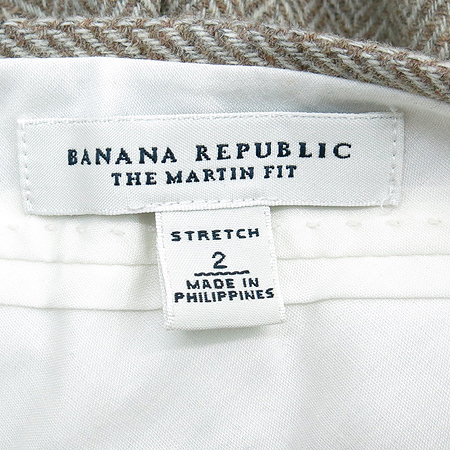 BANANA REPUBLIC
THE MARTIN FIT
STRETCH
2
MADE IN
PHILIPPINES